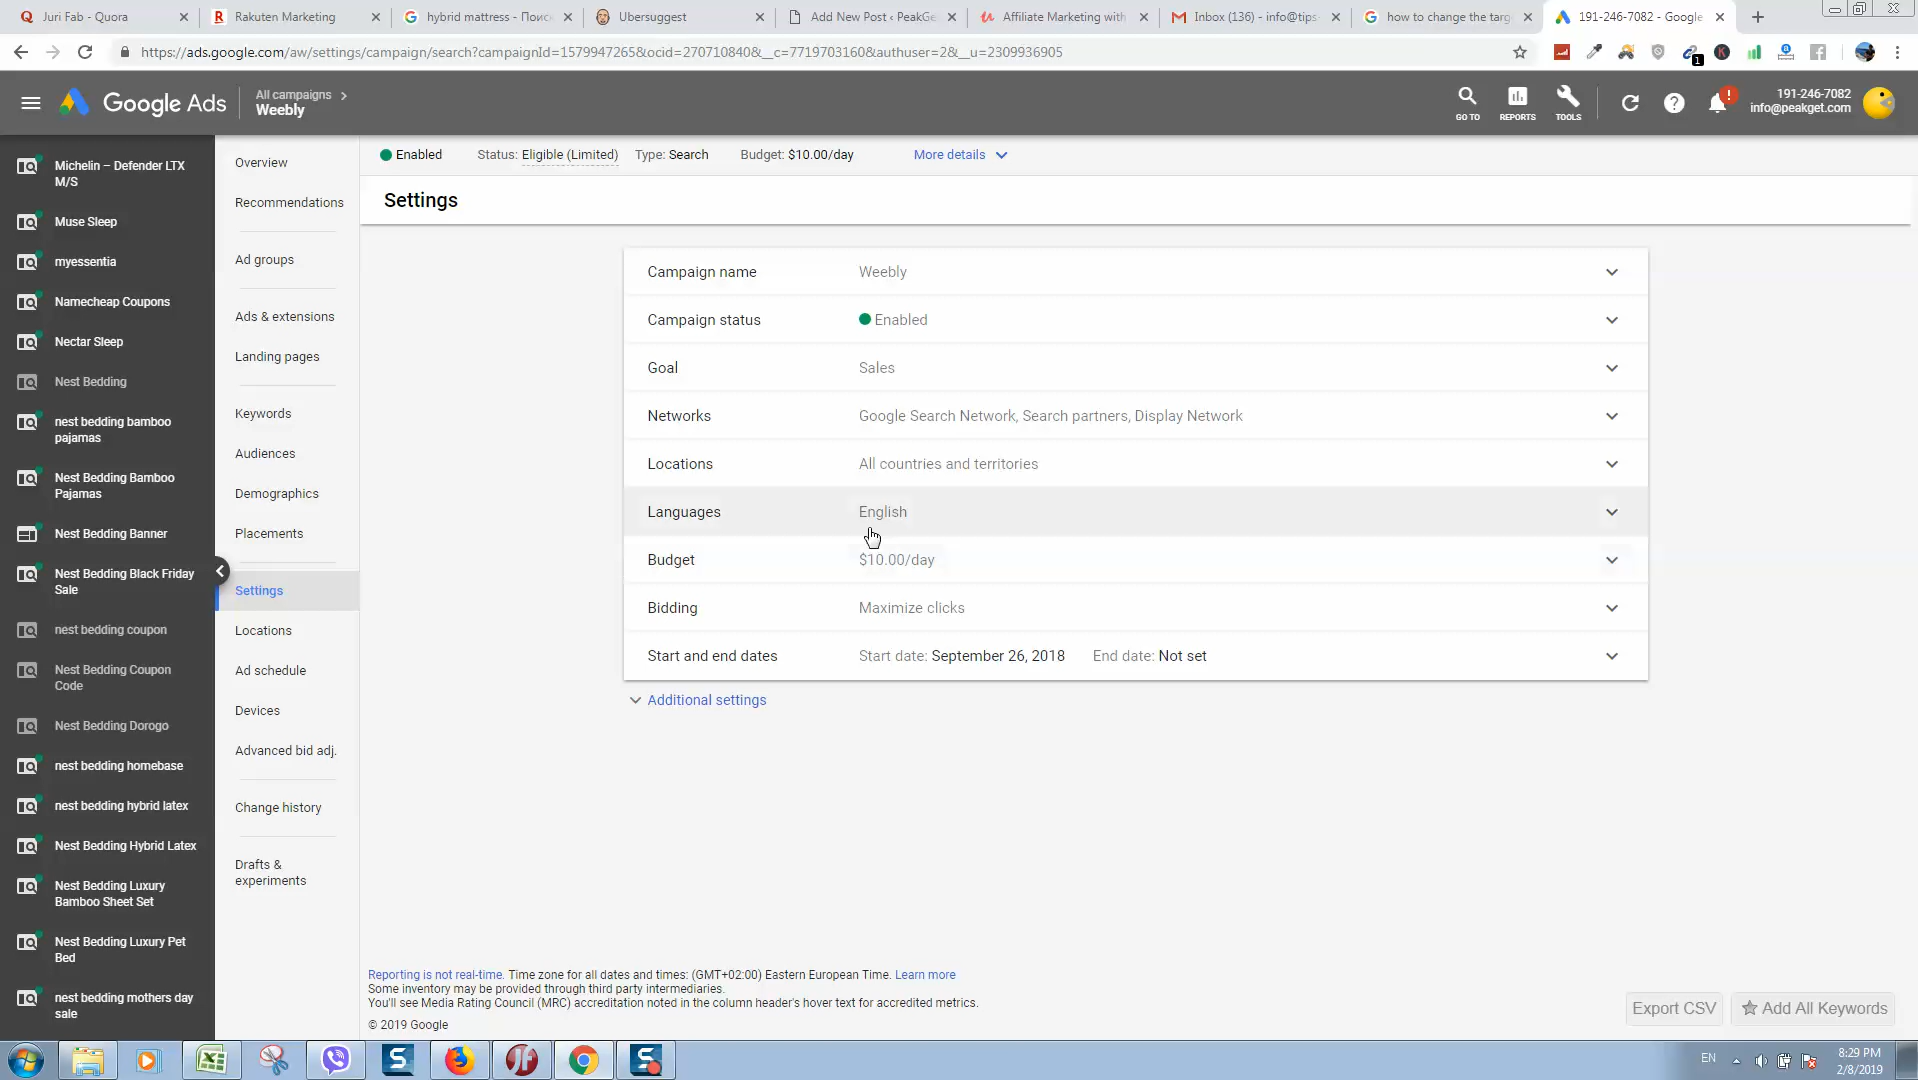 Juri Fab - Quora
Rakuten Marketing
hybrid mattress - Поиск
Ubersuggest
Add New Post ‹ PeakGe
Affiliate Marketing with
Inbox (136) - info@tips-
how to change the targ
191-246-7082 - Google
https://ads.google.com/aw/settings/campaign/search?campaignId=1579947265&ocid=270710840&__c=7719703160&authuser=2&__u=2309936905
Google Ads
All campaigns
Weebly
GO TO
REPORTS
TOOLS
191-246-7082
info@peakget.com
Michelin – Defender LTX
M/S
Muse Sleep
myessentia
Namecheap Coupons
Nectar Sleep
Nest Bedding
nest bedding bamboo
pajamas
Nest Bedding Bamboo
Pajamas
Nest Bedding Banner
Nest Bedding Black Friday
Sale
nest bedding coupon
Nest Bedding Coupon
Code
Nest Bedding Dorogo
nest bedding homebase
nest bedding hybrid latex
Nest Bedding Hybrid Latex
Nest Bedding Luxury
Bamboo Sheet Set
Nest Bedding Luxury Pet
Bed
nest bedding mothers day
sale
Overview
Recommendations
Ad groups
Ads & extensions
Landing pages
Keywords
Audiences
Demographics
Placements
Settings
Locations
Ad schedule
Devices
Advanced bid adj.
Change history
Drafts &
experiments
Enabled Status: Eligible (Limited) Type: Search Budget: $10.00/day More details
Settings
Campaign name Weebly
Campaign status Enabled
Goal Sales
Networks Google Search Network, Search partners, Display Network
Locations All countries and territories
Languages English
Budget $10.00/day
Bidding Maximize clicks
Start and end dates Start date: September 26, 2018 End date: Not set
Additional settings
Reporting is not real-time. Time zone for all dates and times: (GMT+02:00) Eastern European Time. Learn more
Some inventory may be provided through third party intermediaries.
You'll see Media Rating Council (MRC) accreditation noted in the column header's hover text for accredited metrics.
© 2019 Google
Export CSV
Add All Keywords
EN
8:29 PM
2/8/2019